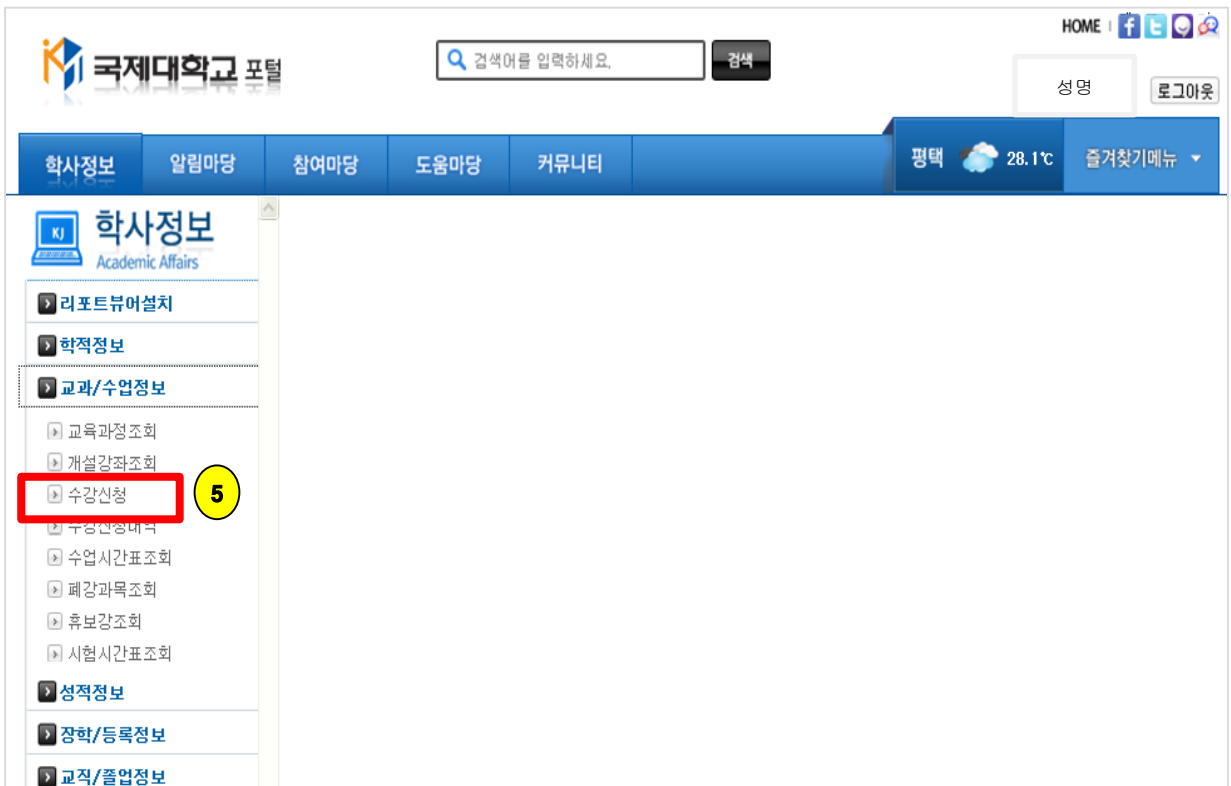 HOME
국제대학교 포털
검색어를 입력하세요.
검색
성명
로그아웃
학사정보 알림마당 참여마당 도움마당 커뮤니티
평택 28.1℃ 즐겨찾기메뉴
KJ 학사정보
Academic Affairs
리포트뷰어설치
학적정보
교과/수업정보
교육과정조회
개설강좌조회
수강신청
5
수강신청내역
수업시간표조회
폐강과목조회
휴보강조회
시험시간표조회
성적정보
장학/등록정보
교직/졸업정보